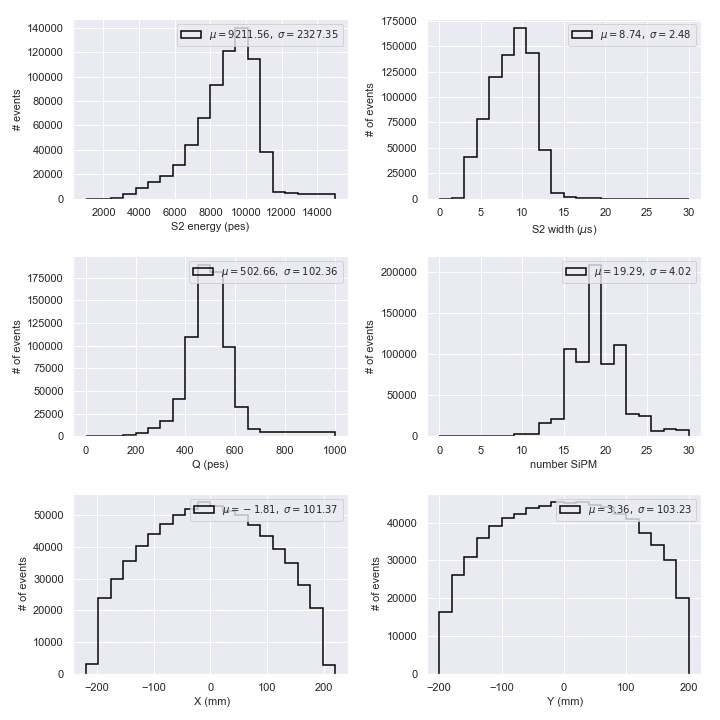 μ = 9211.56, σ = 2327.35
# events
140000
120000
100000
80000
60000
40000
20000
0
2000 4000 6000 8000 10000 12000 14000
S2 energy (pes)
μ = 8.74, σ = 2.48
# of events
175000
150000
125000
100000
75000
50000
25000
0
0 5 10 15 20 25 30
S2 width (μs)
μ = 502.66, σ = 102.36
# of events
175000
150000
125000
100000
75000
50000
25000
0
0 200 400 600 800 1000
Q (pes)
μ = 19.29, σ = 4.02
# of events
200000
150000
100000
50000
0
0 5 10 15 20 25 30
number SiPM
μ = −1.81, σ = 101.37
# of events
50000
40000
30000
20000
10000
0
−200 −100 0 100 200
X (mm)
μ = 3.36, σ = 103.23
# of events
40000
30000
20000
10000
0
−200 −100 0 100 200
Y (mm)